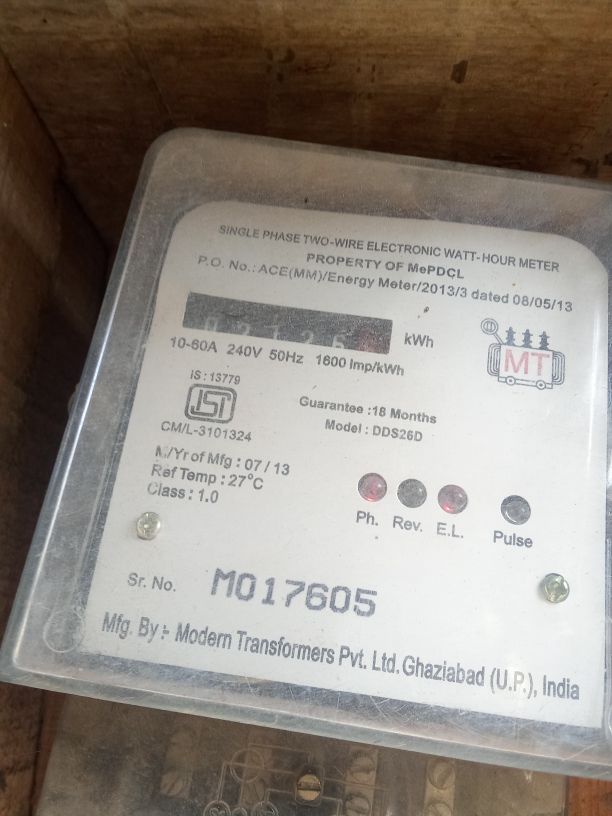 SINGLE PHASE TWO-WIRE ELECTRONIC WATT-HOUR METER
PROPERTY OF MePDCL
P.O. No.: ACE(MM)/Energy Meter/2013/3 dated 08/05/13
kWh
10-60A 240V 50Hz 1600 Imp/kWh
MT
IS : 13779
ISI
CM/L-3101324
Guarantee :18 Months
Model : DDS26D
M/Yr of Mfg : 07 / 13
Ref Temp : 27°C
Class : 1.0
Ph. Rev. E.L. Pulse
Sr. No. M017605
Mfg. By :- Modern Transformers Pvt. Ltd. Ghaziabad (U.P.), India